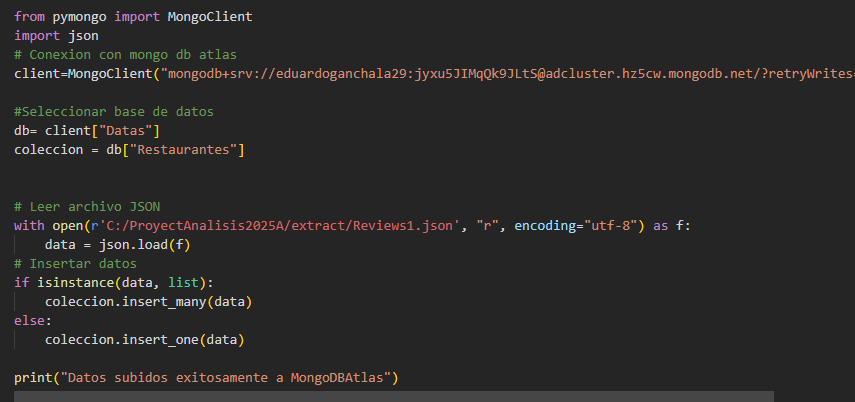 from pymongo import MongoClient
import json
# Conexion con mongo db atlas
client=MongoClient("mongodb+srv://eduardoganchala29:jyxu5JIMqQk9JLtS@adcluster.hz5cw.mongodb.net/?retryWrites=
#Seleccionar base de datos
db= client["Datas"]
coleccion = db["Restaurantes"]
# Leer archivo JSON
with open(r'C:/ProyectAnalisis2025A/extract/Reviews1.json', "r", encoding="utf-8") as f:
    data = json.load(f)
# Insertar datos
if isinstance(data, list):
    coleccion.insert_many(data)
else:
    coleccion.insert_one(data)
print("Datos subidos exitosamente a MongoDBAtlas")